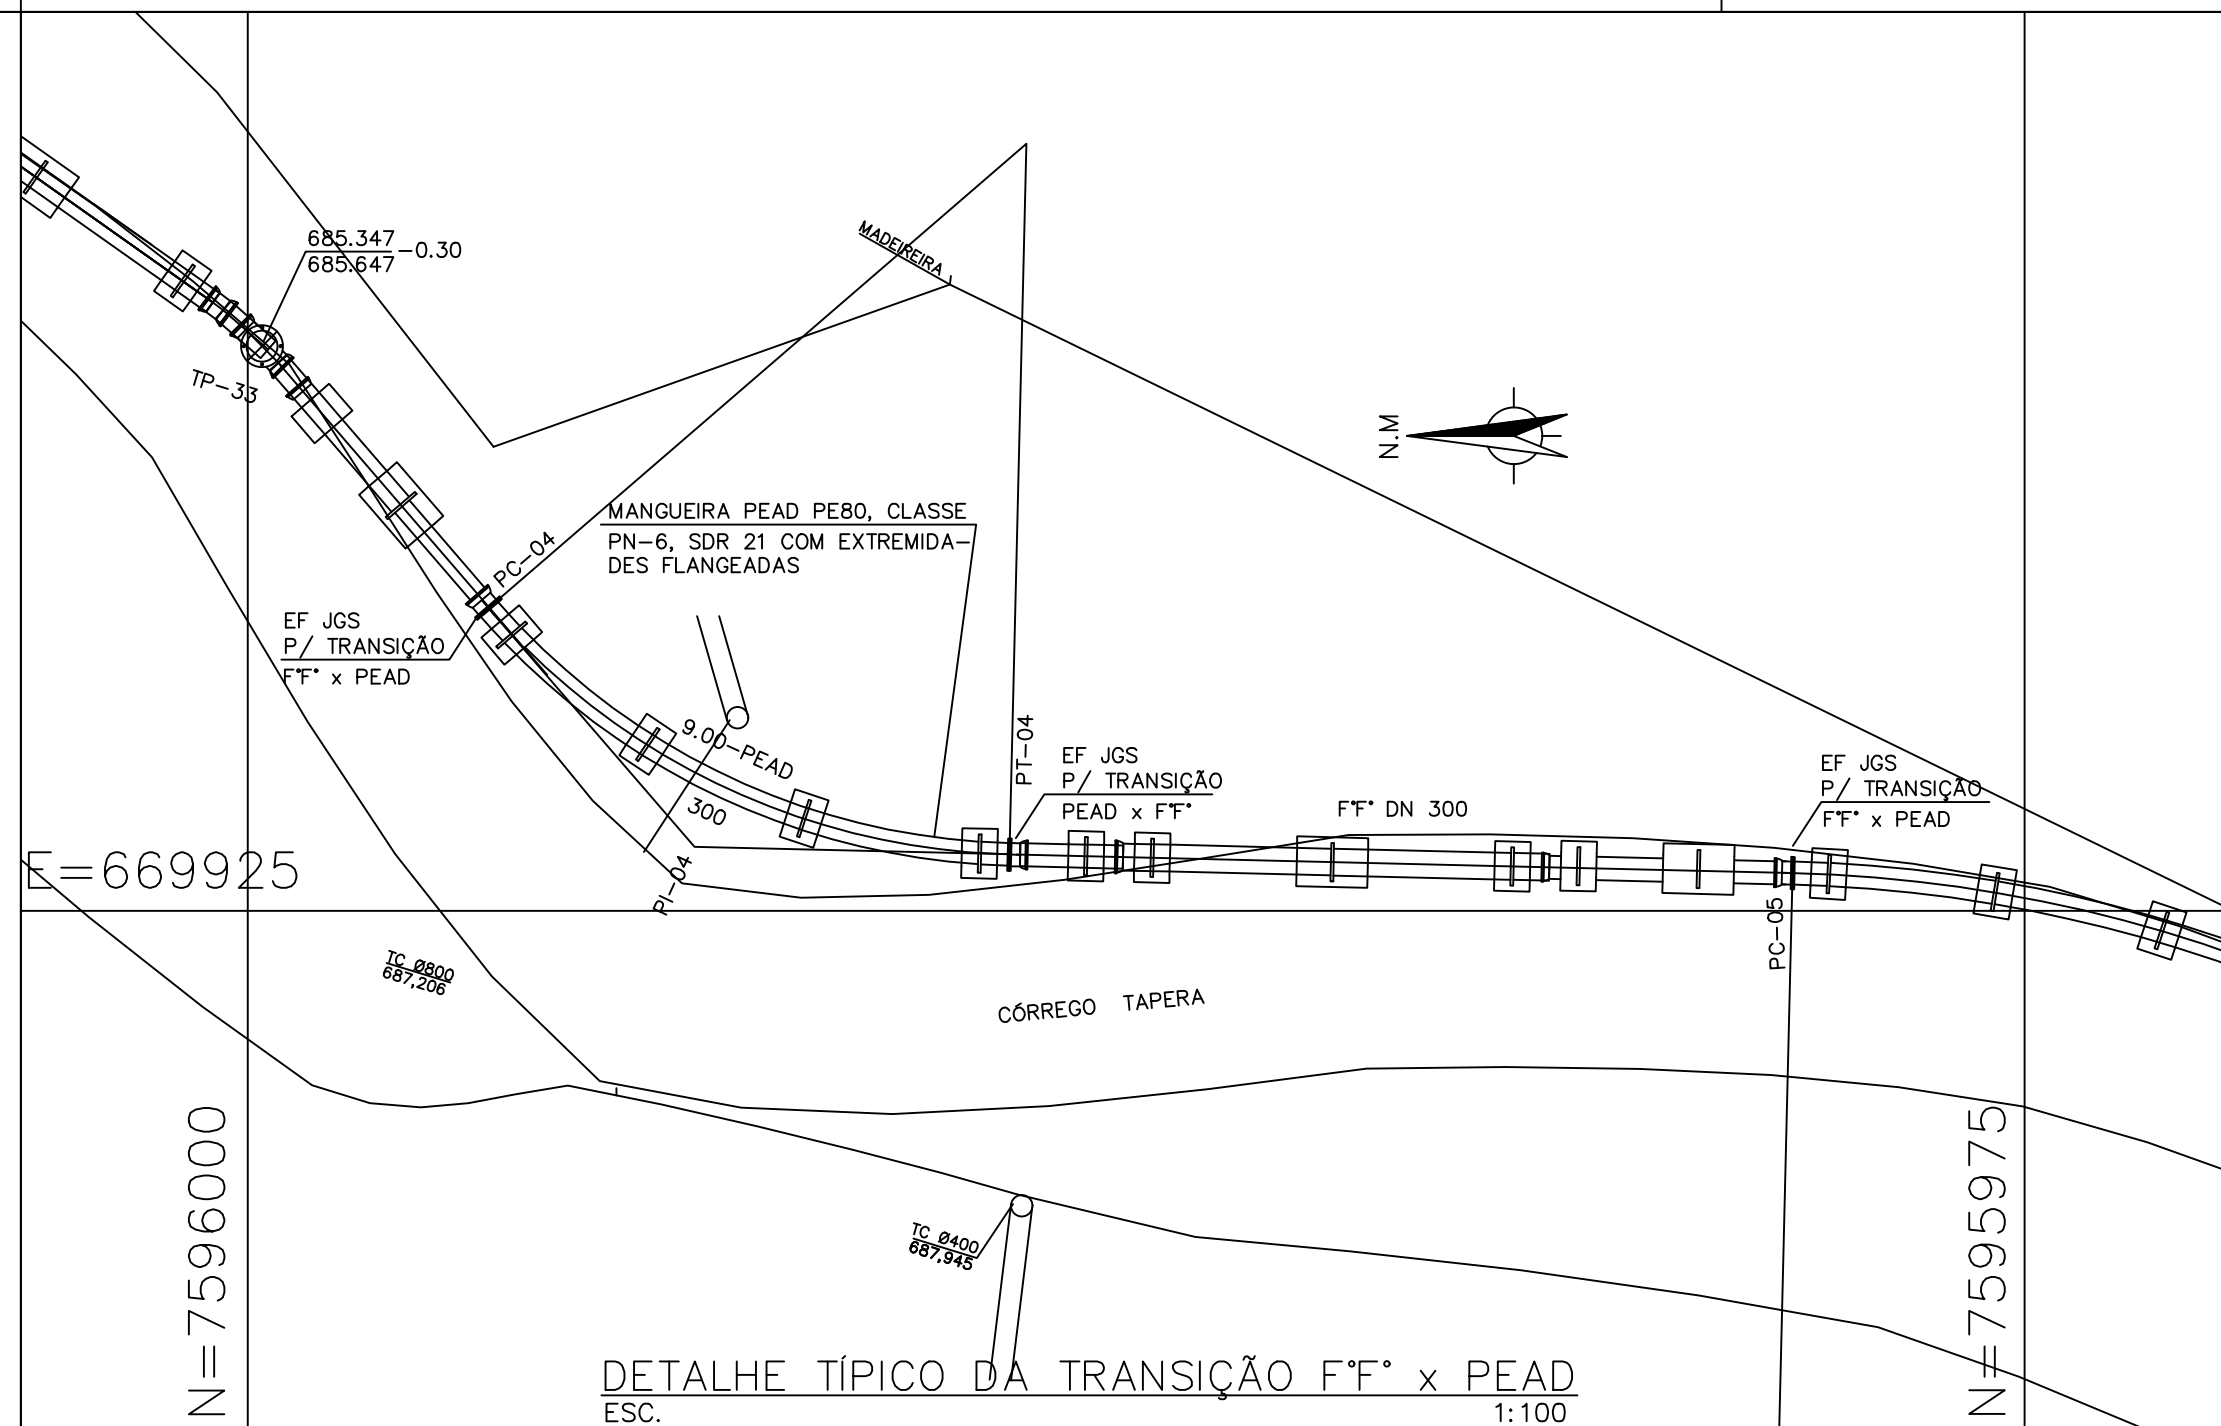 685.347
685.647
-0.30
MADEIREIRA
TP-33
N.M
MANGUEIRA PEAD PE80, CLASSE
PN-6, SDR 21 COM EXTREMIDA-
DES FLANGEADAS
PC-04
EF JGS
P/ TRANSIÇÃO
F°F° x PEAD
9.00-PEAD
300
PT-04
EF JGS
P/ TRANSIÇÃO
PEAD x F°F°
F°F° DN 300
EF JGS
P/ TRANSIÇÃO
F°F° x PEAD
E=669925
PI-04
PC-05
TC Ø800
687,206
CÓRREGO TAPERA
N=7596000
N=7595975
TC Ø400
687,945
DETALHE TÍPICO DA TRANSIÇÃO F°F° x PEAD
ESC. 1:100